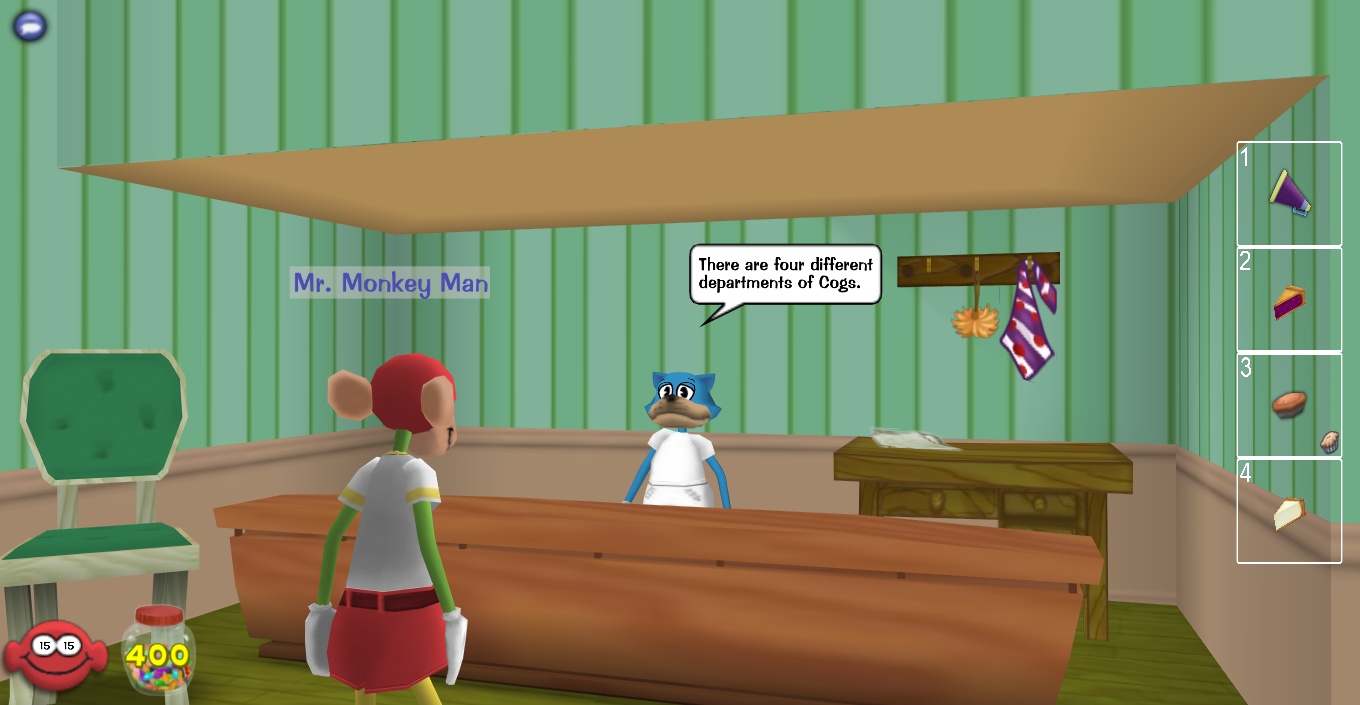 Mr. Monkey Man
There are four different
departments of Cogs.
1
2
3
4
15 15
400